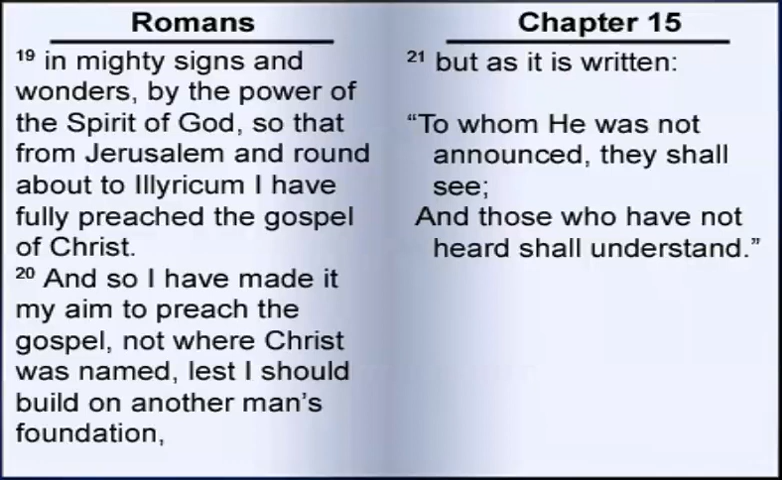 Romans
19 in mighty signs and
wonders, by the power of
the Spirit of God, so that
from Jerusalem and round
about to Illyricum I have
fully preached the gospel
of Christ.
20 And so I have made it
my aim to preach the
gospel, not where Christ
was named, lest I should
build on another man's
foundation,
Chapter 15
21 but as it is written:
“To whom He was not
announced, they shall
see;
And those who have not
heard shall understand.”